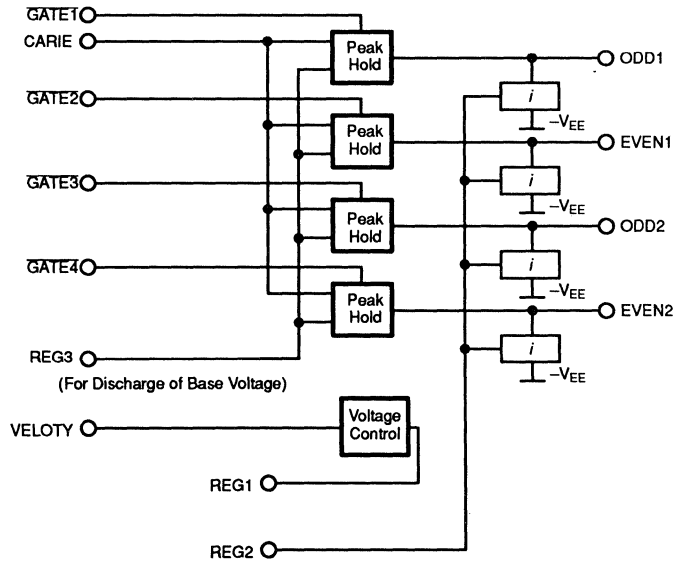 GATE1
CARIE
Peak
Hold
ODD1
i
–VEE
GATE2
Peak
Hold
EVEN1
i
–VEE
GATE3
Peak
Hold
ODD2
i
–VEE
GATE4
Peak
Hold
EVEN2
i
–VEE
REG3
(For Discharge of Base Voltage)
VELOTY
Voltage
Control
REG1
REG2